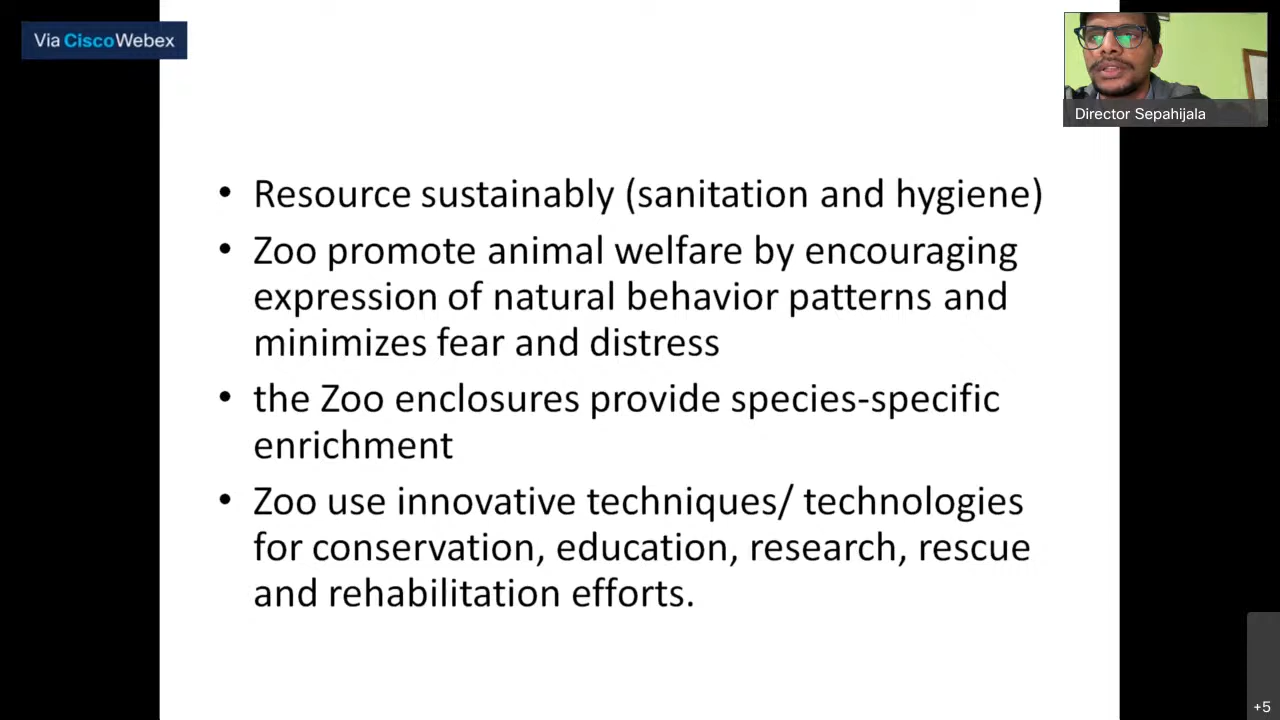 Via CiscoWebex
Director Sepahijala
• Resource sustainably (sanitation and hygiene)
• Zoo promote animal welfare by encouraging
expression of natural behavior patterns and
minimizes fear and distress
• the Zoo enclosures provide species-specific
enrichment
• Zoo use innovative techniques/ technologies
for conservation, education, research, rescue
and rehabilitation efforts.
+5